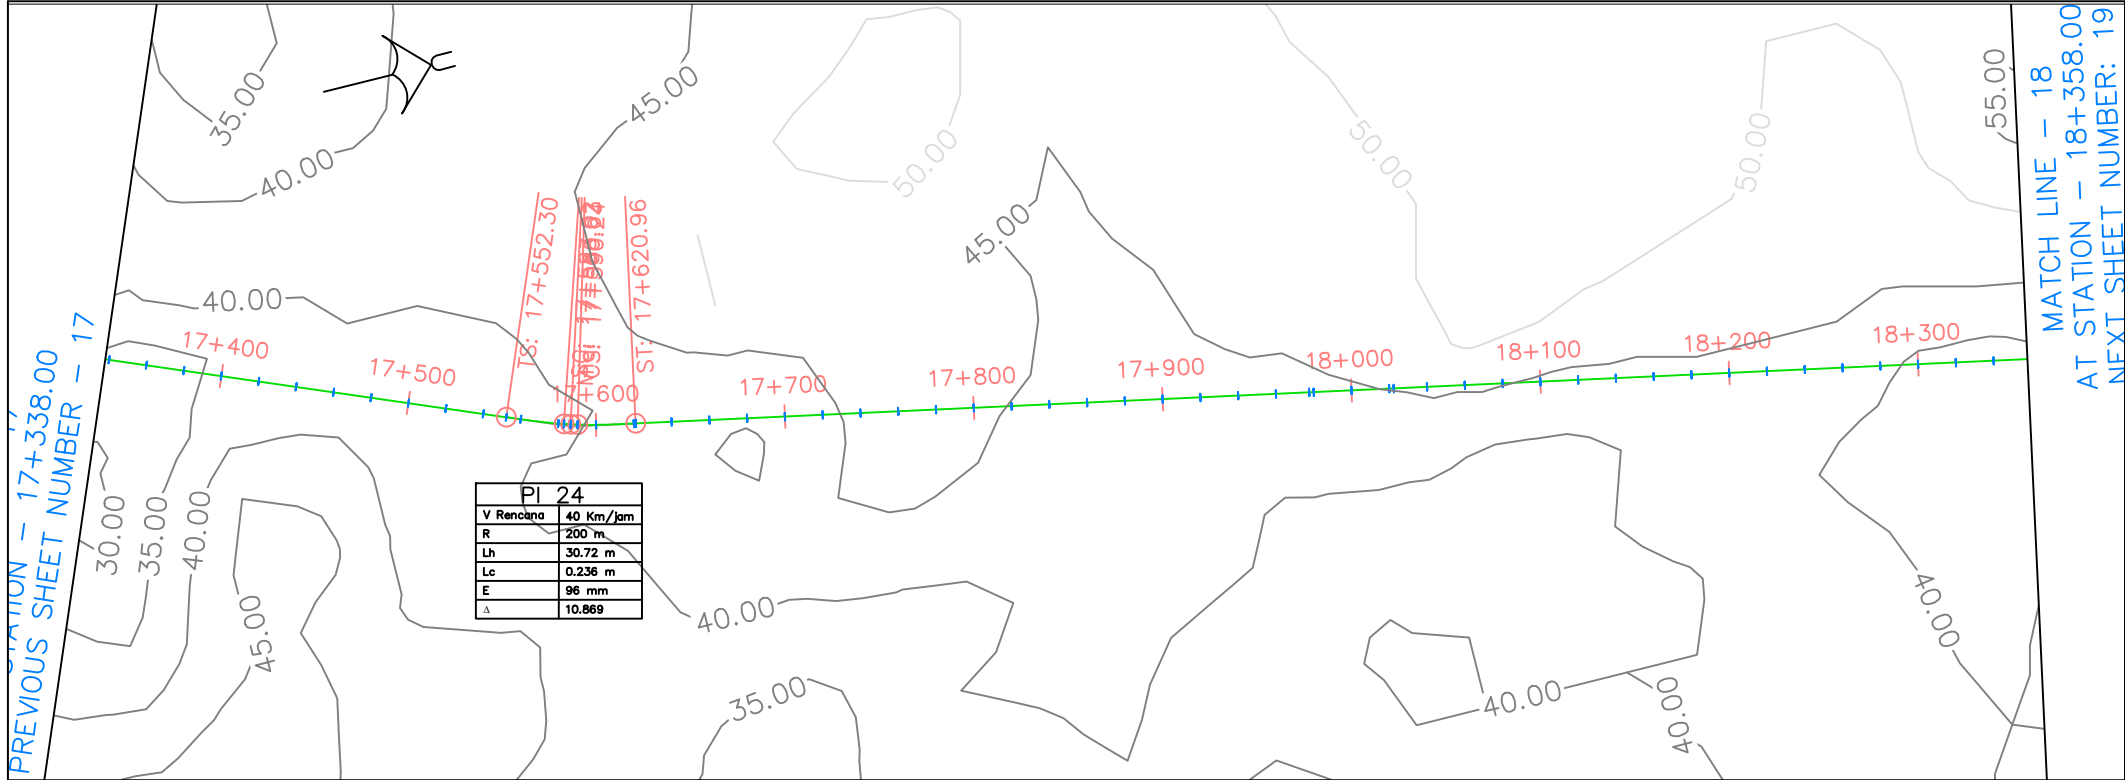 STATION - 17+338.00
PREVIOUS SHEET NUMBER - 17
35.00
40.00
45.00
50.00
50.00
50.00
55.00
MATCH LINE - 18
AT STATION - 18+358.00
NEXT SHEET NUMBER: 19
45.00
40.00
17+400
17+500
TS: 17+552.30
17+600
ST: 17+620.96
17+700
17+800
17+900
18+000
18+100
18+200
18+300
30.00
35.00
40.00
45.00
PI 24
V Rencana 40 Km/jam
R 200 m
Lh 30.72 m
Lc 0.236 m
E 96 mm
Δ 10.869
40.00
35.00
40.00
40.00
40.00